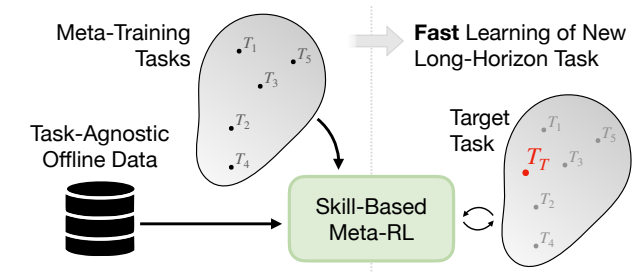 Meta-Training
Tasks
T1
T5
T3
T2
T4
Fast Learning of New
Long-Horizon Task
Task-Agnostic
Offline Data
Skill-Based
Meta-RL
Target
Task
T1
T5
TT
T3
T2
T4